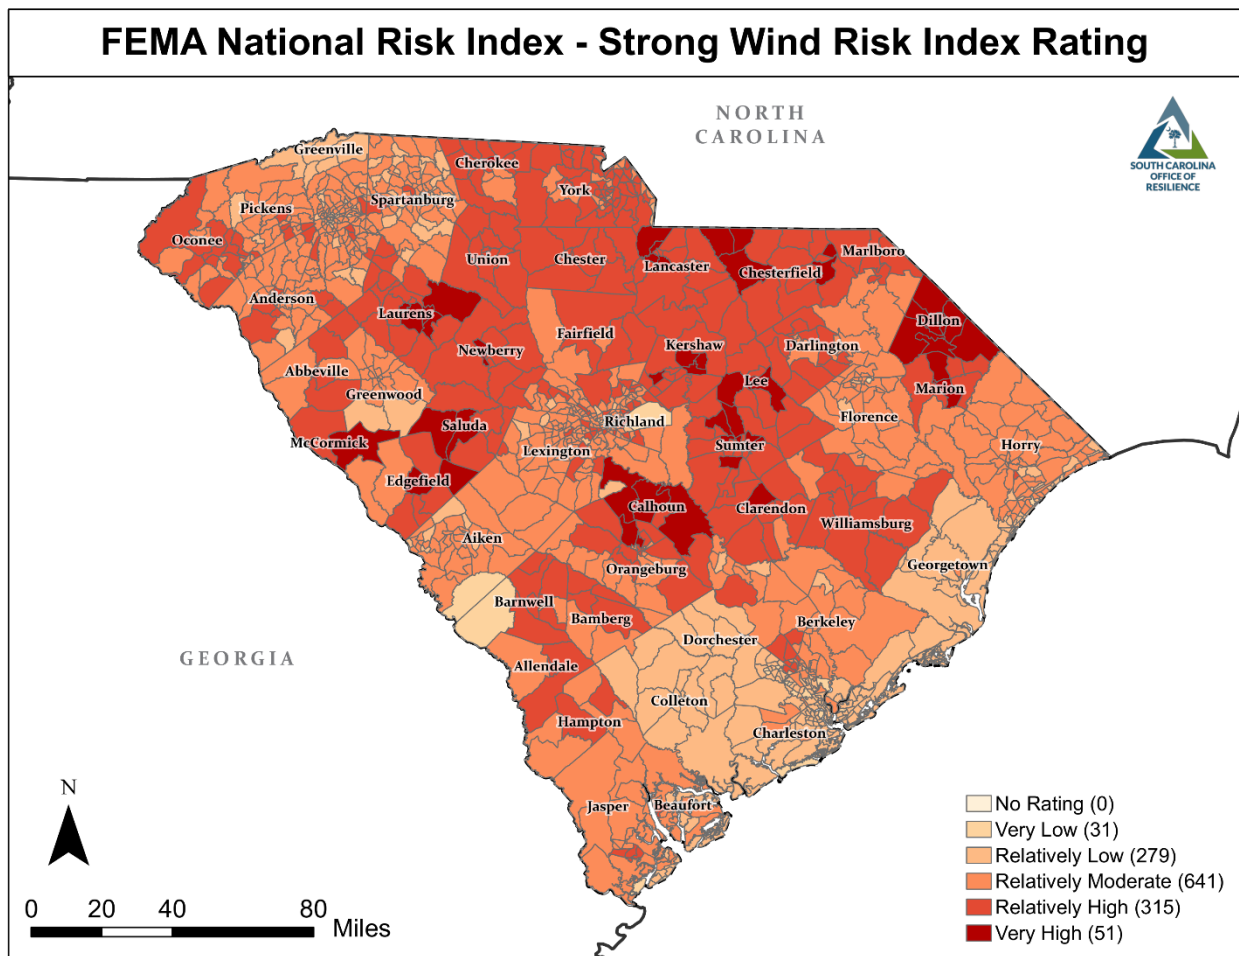 FEMA National Risk Index - Strong Wind Risk Index Rating
NORTH
CAROLINA
SOUTH CAROLINA
OFFICE OF
RESILIENCE
Greenville
Cherokee
York
Spartanburg
Pickens
Oconee
Union
Chester
Lancaster
Chesterfield
Marlboro
Anderson
Laurens
Dillon
Fairfield
Newberry
Kershaw
Darlington
Abbeville
Lee
Marion
Greenwood
Saluda
Richland
Florence
McCormick
Lexington
Sumter
Horry
Edgefield
Calhoun
Clarendon
Williamsburg
Aiken
Orangeburg
Georgetown
Barnwell
Bamberg
Berkeley
Dorchester
GEORGIA
Allendale
Colleton
Hampton
Charleston
Jasper
Beaufort
N
0 20 40 80 Miles
No Rating (0)
Very Low (31)
Relatively Low (279)
Relatively Moderate (641)
Relatively High (315)
Very High (51)